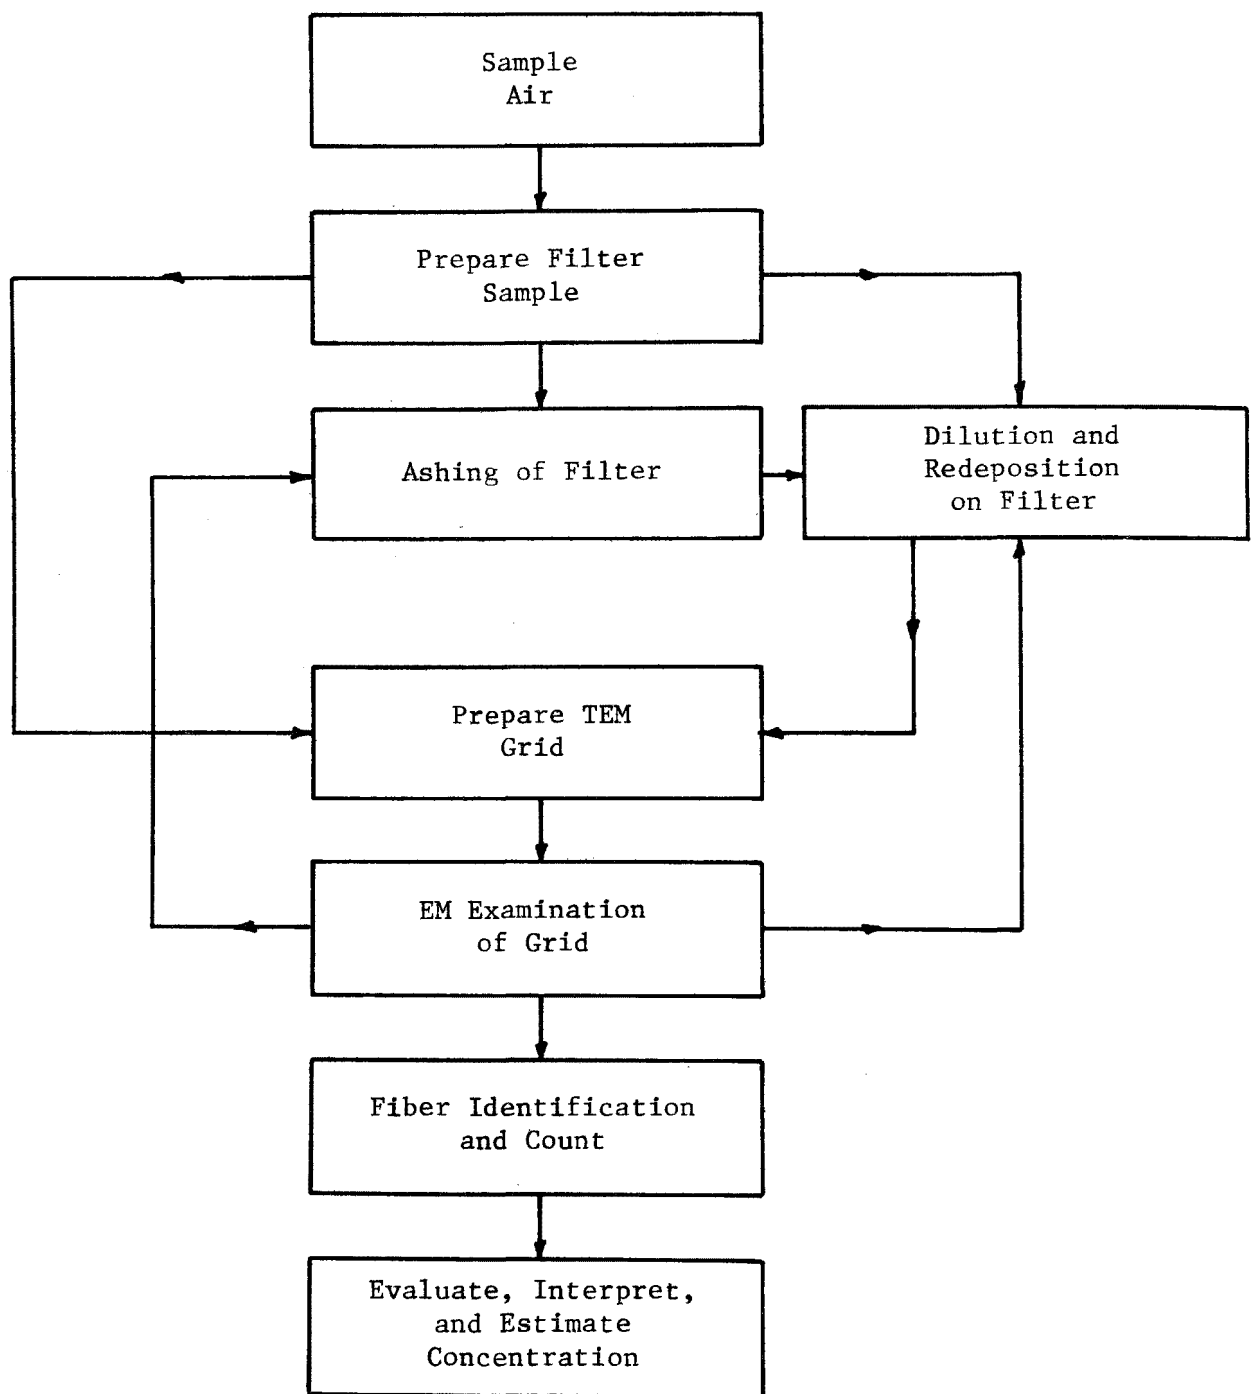 Sample
Air
Prepare Filter
Sample
Ashing of Filter
Dilution and
Redeposition
on Filter
Prepare TEM
Grid
EM Examination
of Grid
Fiber Identification
and Count
Evaluate, Interpret,
and Estimate
Concentration